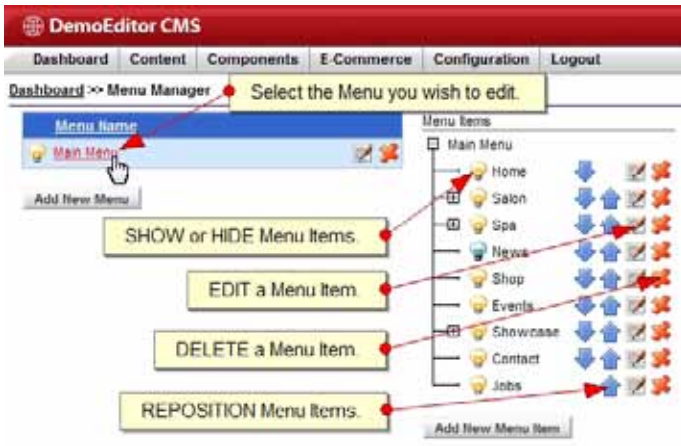 DemoEditor CMS
Dashboard Content Components E-Commerce Configuration Logout
Dashboard >> Menu Manager
Select the Menu you wish to edit.
Menu Name
Main Menu
Add New Menu
Menu Items
Main Menu
Home
Salon
Spa
News
Shop
Events
Showcase
Contact
Jobs
Add New Menu Item
SHOW or HIDE Menu Items.
EDIT a Menu Item.
DELETE a Menu Item.
REPOSITION Menu Items.